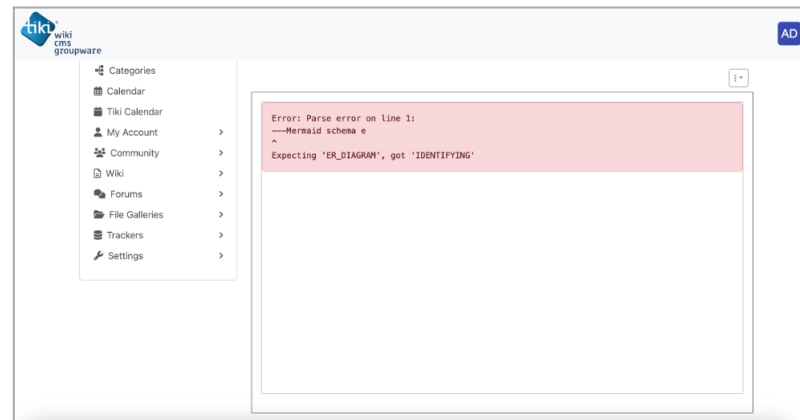 tiki
wiki
cms
groupware
AD
Categories
Calendar
Tiki Calendar
My Account
Community
Wiki
Forums
File Galleries
Trackers
Settings
Error: Parse error on line 1:
---Mermaid schema e
^
Expecting 'ER_DIAGRAM', got 'IDENTIFYING'